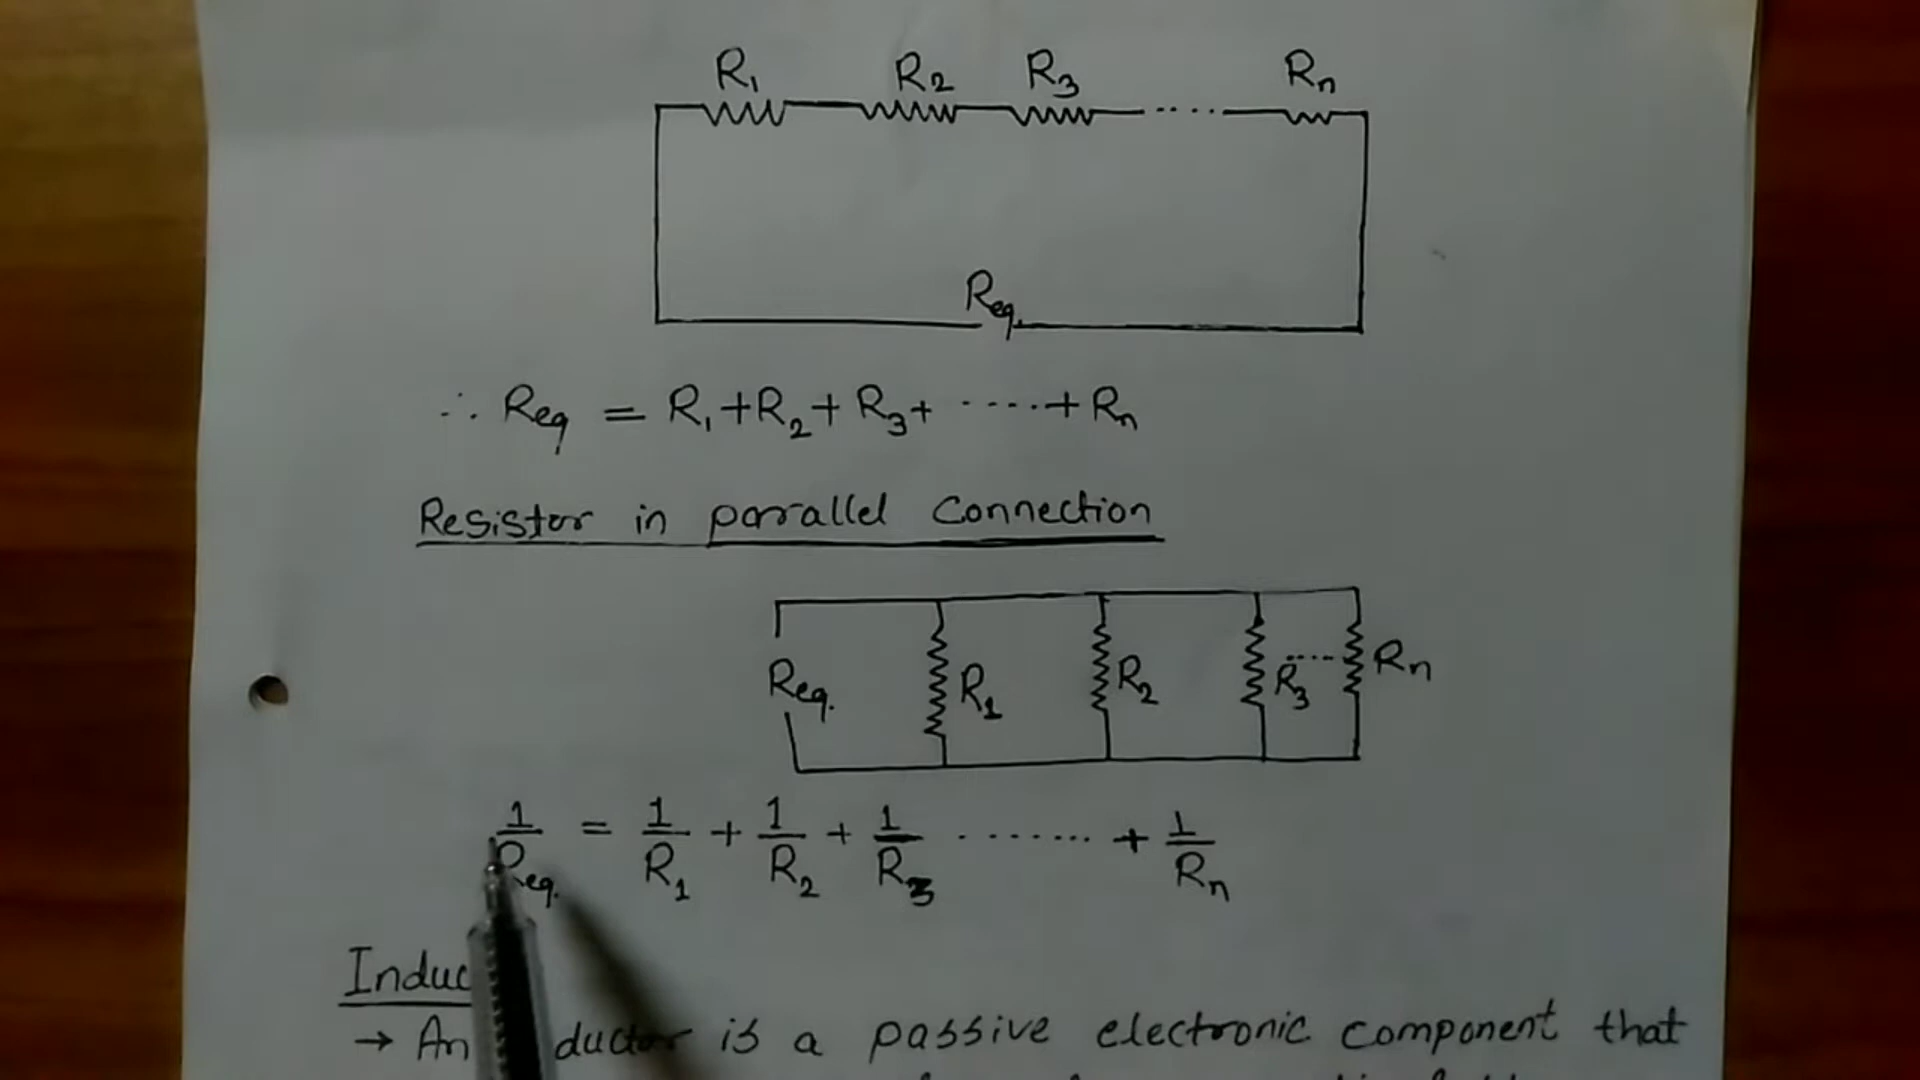 R₁ R₂ R₃ .... Rn
Req.
∴ Req = R₁+R₂+R₃+ .....+Rn
Resistor in parallel Connection
Req. R₁ R₂ R₃ .... Rn
1/Req. = 1/R₁ + 1/R₂ + 1/R₃ ........ + 1/Rn
Induc
→ An ductor is a passive electronic component that